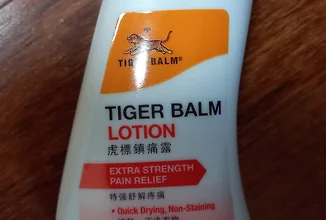 TIGER BALM®
TIGER BALM
LOTION
虎標鎮痛露
EXTRA STRENGTH
PAIN RELIEF
特強舒解疼痛
• Quick Drying, Non-Staining